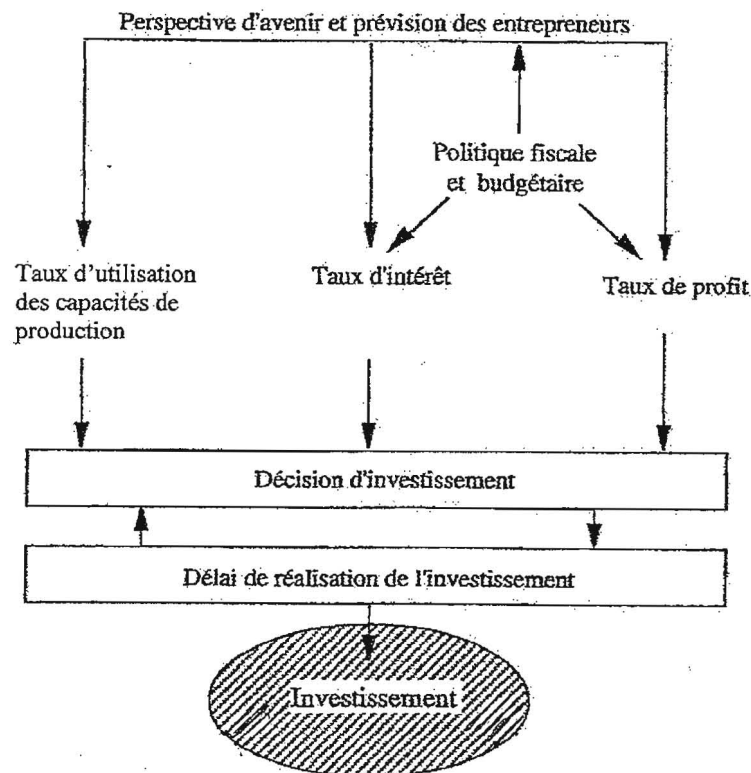 Perspective d'avenir et prévision des entrepreneurs
Politique fiscale
et budgétaire
Taux d'utilisation
des capacités de
production
Taux d'intérêt
Taux de profit
Décision d'investissement
Délai de réalisation de l'investissement
Investissement